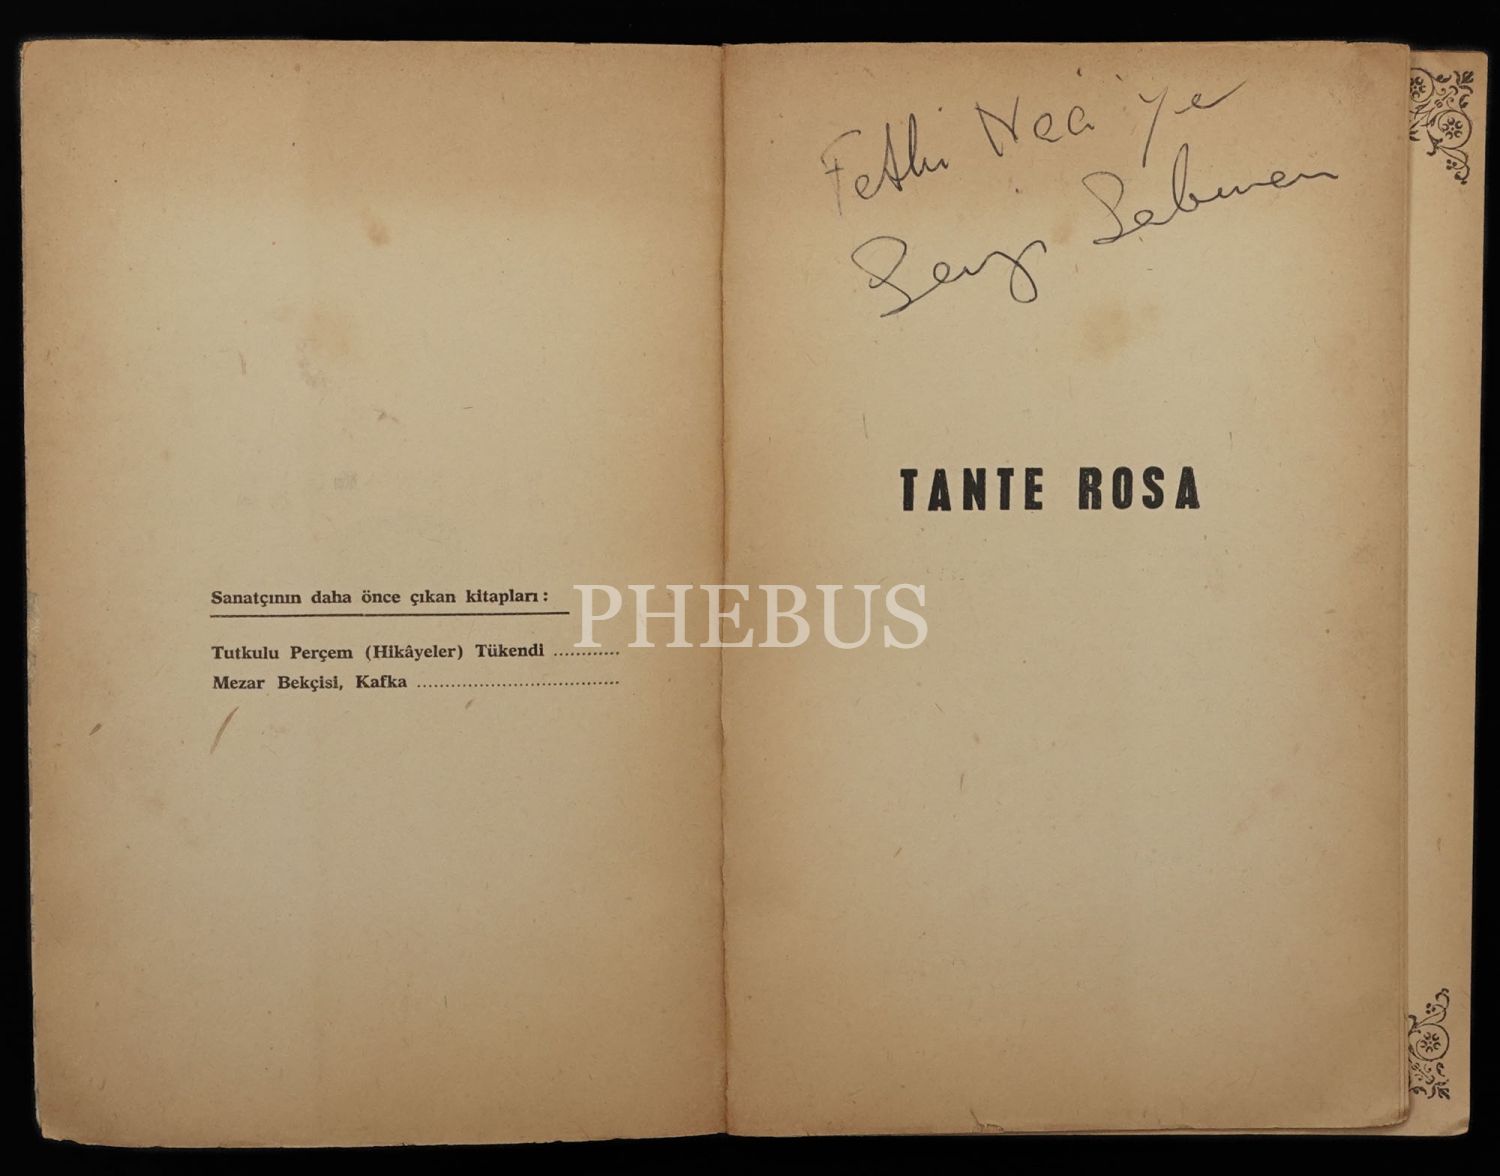 Sanatçının daha önce çıkan kitapları :
Tutkulu Perçem (Hikâyeler) Tükendi ............
Mezar Bekçisi, Kafka .....................................
Fethi Naci 'ye
Sevgi Sabuncu
TANTE ROSA
PHEBUS